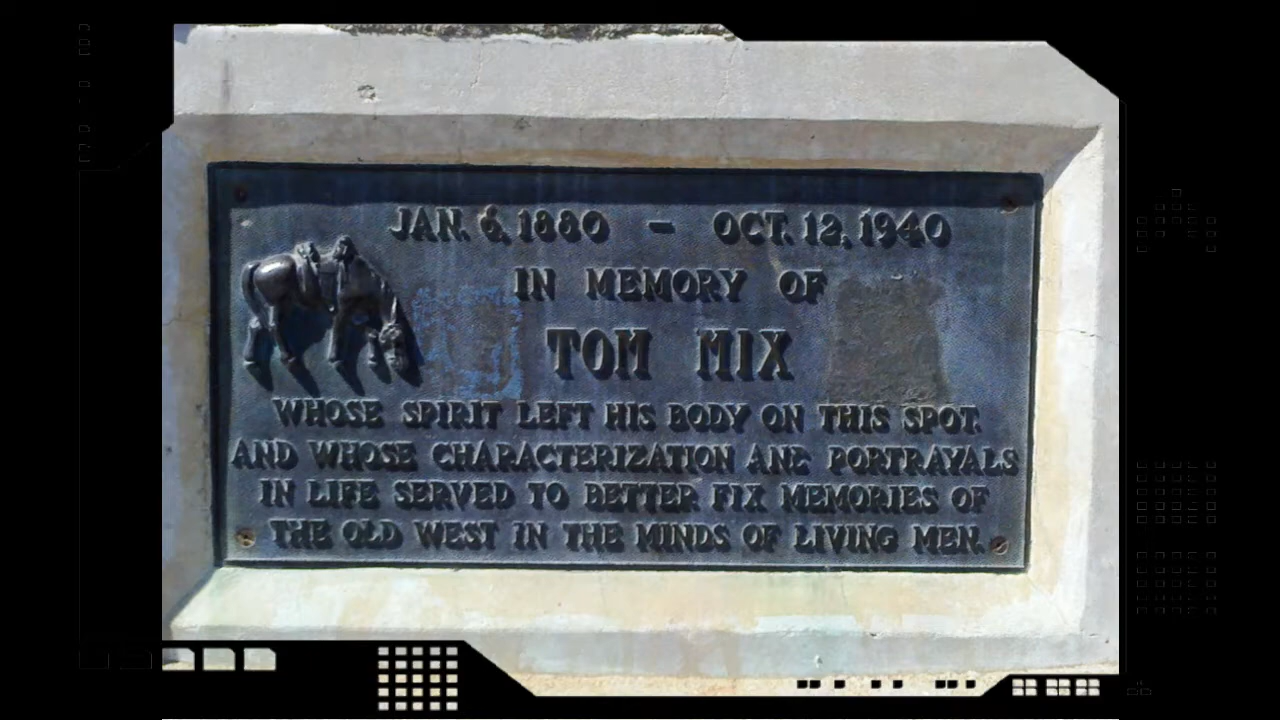 JAN. 6, 1880 – OCT. 12, 1940
IN MEMORY OF
TOM MIX
WHOSE SPIRIT LEFT HIS BODY ON THIS SPOT.
AND WHOSE CHARACTERIZATION AND PORTRAYALS
IN LIFE SERVED TO BETTER FIX MEMORIES OF
THE OLD WEST IN THE MINDS OF LIVING MEN.